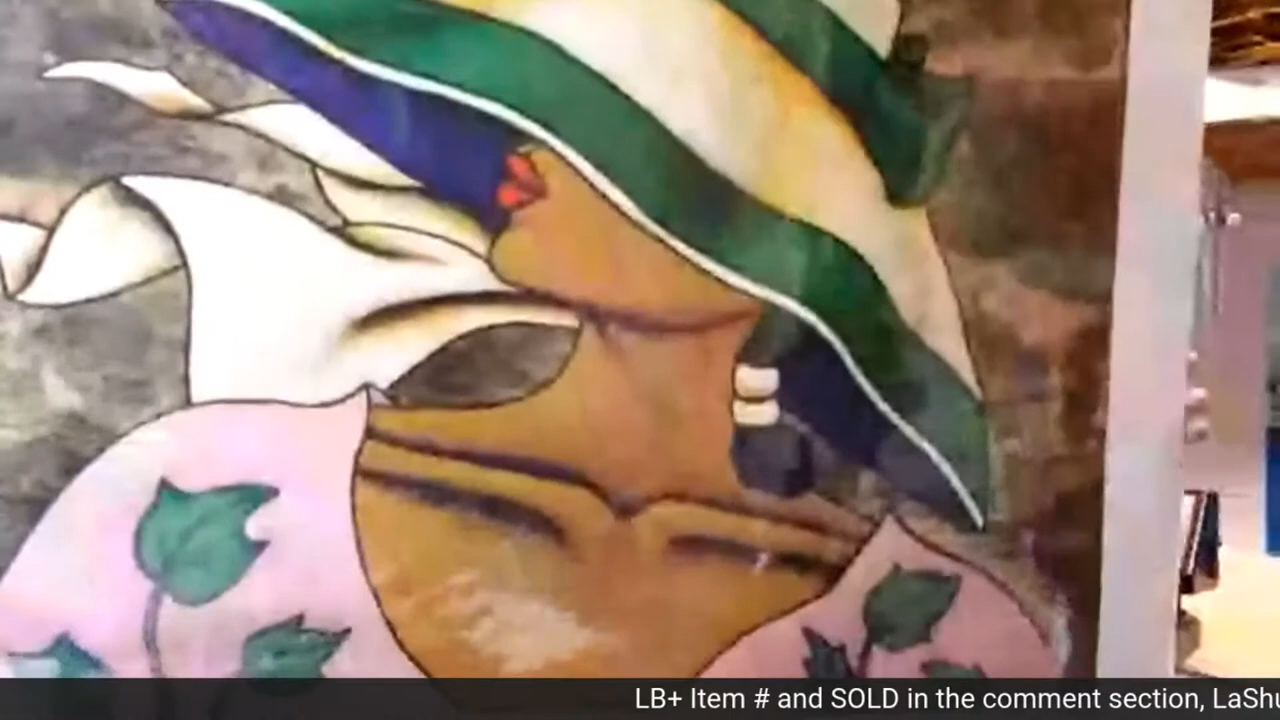 LB+ Item # and SOLD in the comment section, LaShu